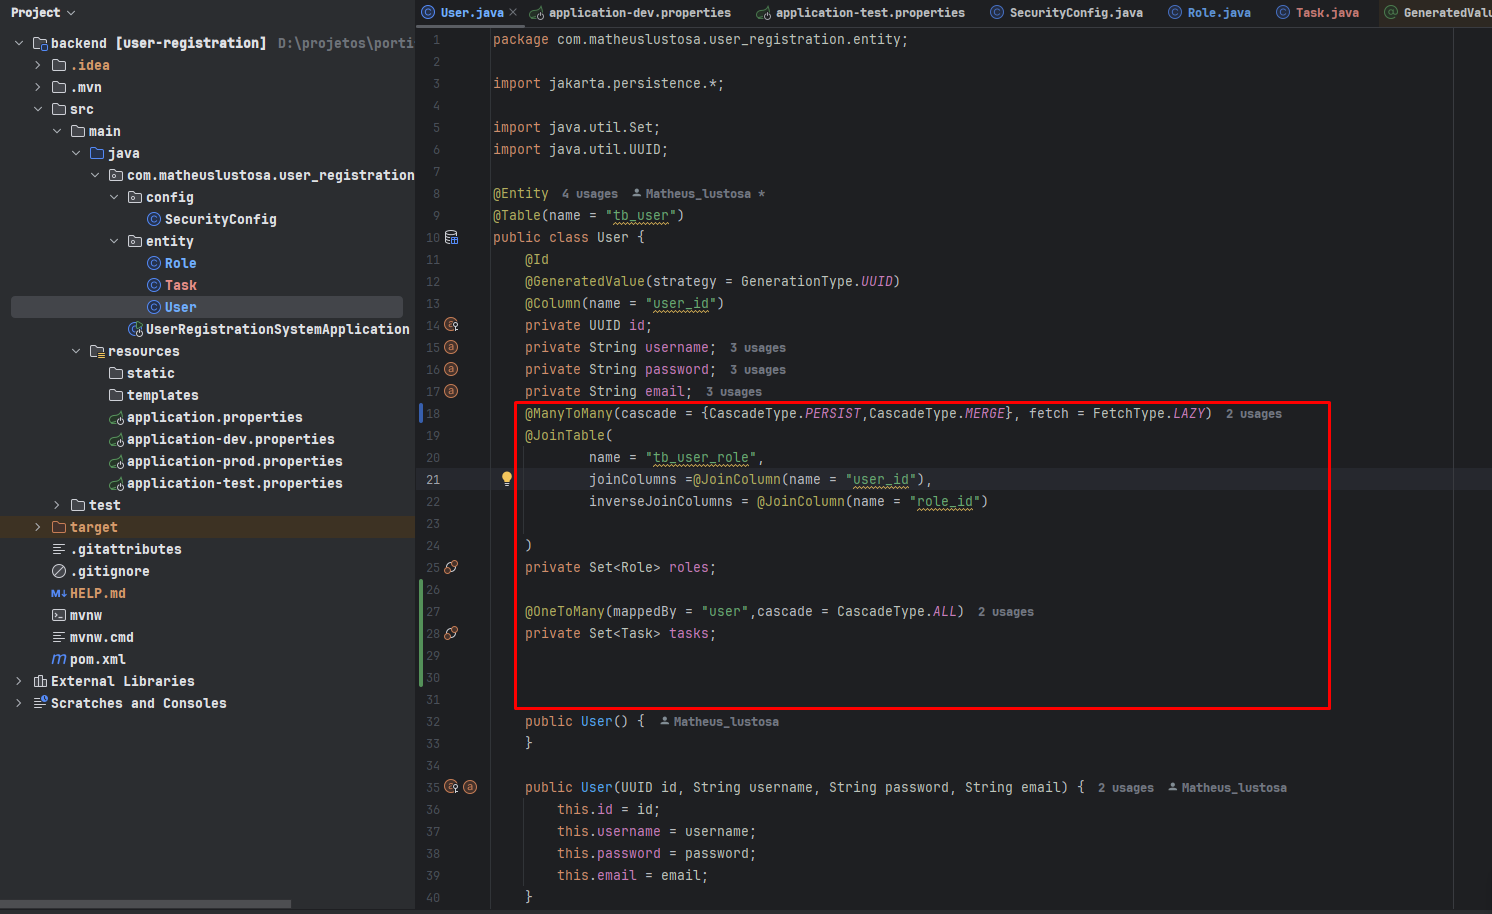 Project
backend [user-registration] D:\projetos\porti
.idea
.mvn
src
main
java
com.matheuslustosa.user_registration
config
SecurityConfig
entity
Role
Task
User
UserRegistrationSystemApplication
resources
static
templates
application.properties
application-dev.properties
application-prod.properties
application-test.properties
test
target
.gitattributes
.gitignore
HELP.md
mvnw
mvnw.cmd
pom.xml
External Libraries
Scratches and Consoles
User.java application-dev.properties application-test.properties SecurityConfig.java Role.java Task.java GeneratedValu
1 package com.matheuslustosa.user_registration.entity;
2
3 import jakarta.persistence.*;
4
5 import java.util.Set;
6 import java.util.UUID;
7
8 @Entity 4 usages Matheus_lustosa *
9 @Table(name = "tb_user")
10 public class User {
11 @Id
12 @GeneratedValue(strategy = GenerationType.UUID)
13 @Column(name = "user_id")
14 private UUID id;
15 private String username; 3 usages
16 private String password; 3 usages
17 private String email; 3 usages
18 @ManyToMany(cascade = {CascadeType.PERSIST,CascadeType.MERGE}, fetch = FetchType.LAZY) 2 usages
19 @JoinTable(
20 name = "tb_user_role",
21 joinColumns =@JoinColumn(name = "user_id"),
22 inverseJoinColumns = @JoinColumn(name = "role_id")
23
24 )
25 private Set<Role> roles;
26
27 @OneToMany(mappedBy = "user",cascade = CascadeType.ALL) 2 usages
28 private Set<Task> tasks;
29
30
31
32 public User() { Matheus_lustosa
33 }
34
35 public User(UUID id, String username, String password, String email) { 2 usages Matheus_lustosa
36 this.id = id;
37 this.username = username;
38 this.password = password;
39 this.email = email;
40 }